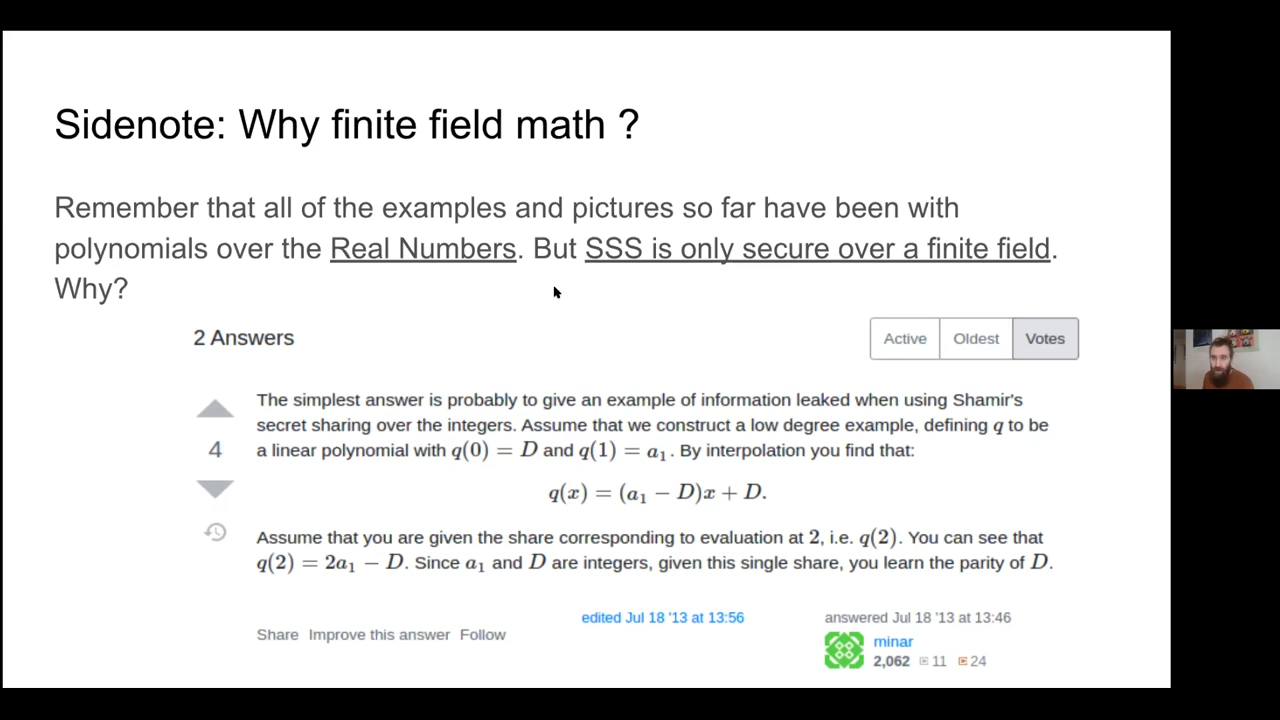 Sidenote: Why finite field math ?
Remember that all of the examples and pictures so far have been with
polynomials over the Real Numbers. But SSS is only secure over a finite field.
Why?
2 Answers
Active Oldest Votes
The simplest answer is probably to give an example of information leaked when using Shamir's
secret sharing over the integers. Assume that we construct a low degree example, defining q to be
4
a linear polynomial with q(0) = D and q(1) = a₁. By interpolation you find that:
q(x) = (a₁ − D)x + D.
Assume that you are given the share corresponding to evaluation at 2, i.e. q(2). You can see that
q(2) = 2a₁ − D. Since a₁ and D are integers, given this single share, you learn the parity of D.
Share Improve this answer Follow
edited Jul 18 '13 at 13:56
answered Jul 18 '13 at 13:46
minar
2,062 11 24